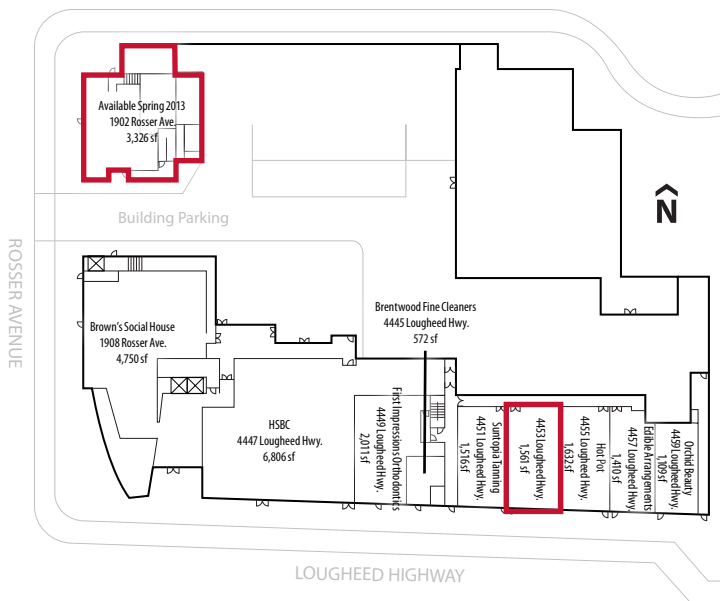 Available Spring 2013
1902 Rosser Ave.
3,326 sf
N
Building Parking
ROSSER AVENUE
Brentwood Fine Cleaners
4445 Lougheed Hwy.
572 sf
Brown's Social House
1908 Rosser Ave.
4,750 sf
HSBC
4447 Lougheed Hwy.
6,806 sf
First Impressions Orthodontics
4449 Lougheed Hwy.
2,011 sf
Suntopia Tanning
4451 Lougheed Hwy.
1,516 sf
4453 Lougheed Hwy.
1,561 sf
Hot Pot
4455 Lougheed Hwy.
1,632 sf
Edible Arrangements
4457 Lougheed Hwy.
1,410 sf
Orchid Beauty
4459 Lougheed Hwy.
1,109 sf
LOUGHEED HIGHWAY